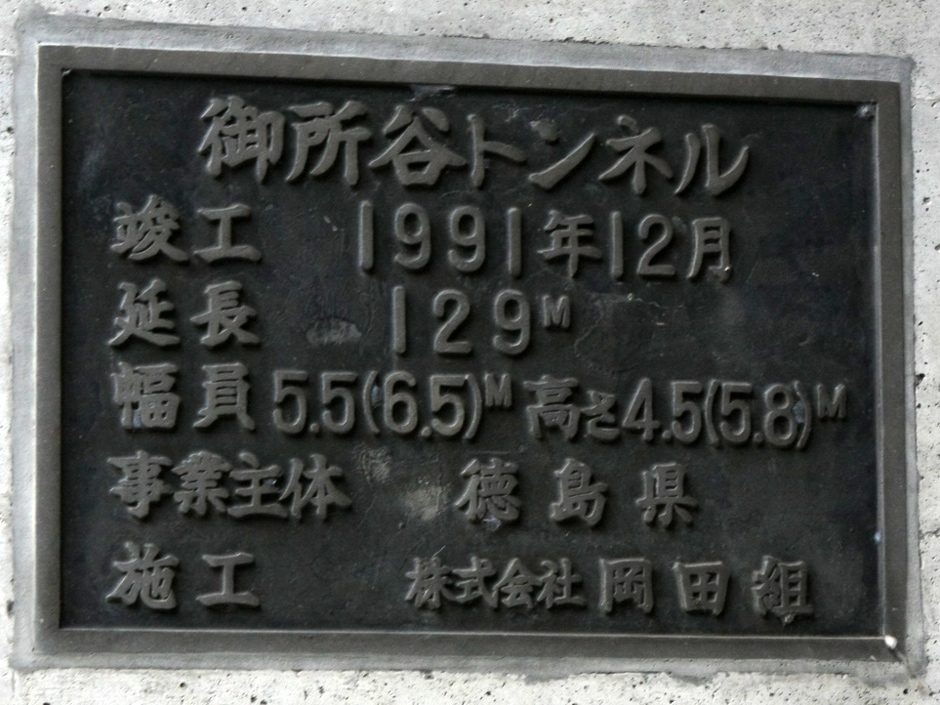 御所谷トンネル
竣工 1991年12月
延長 129M
幅員5.5(6.5)M 高さ4.5(5.8)M
事業主体 徳島県
施工 株式会社 岡田組